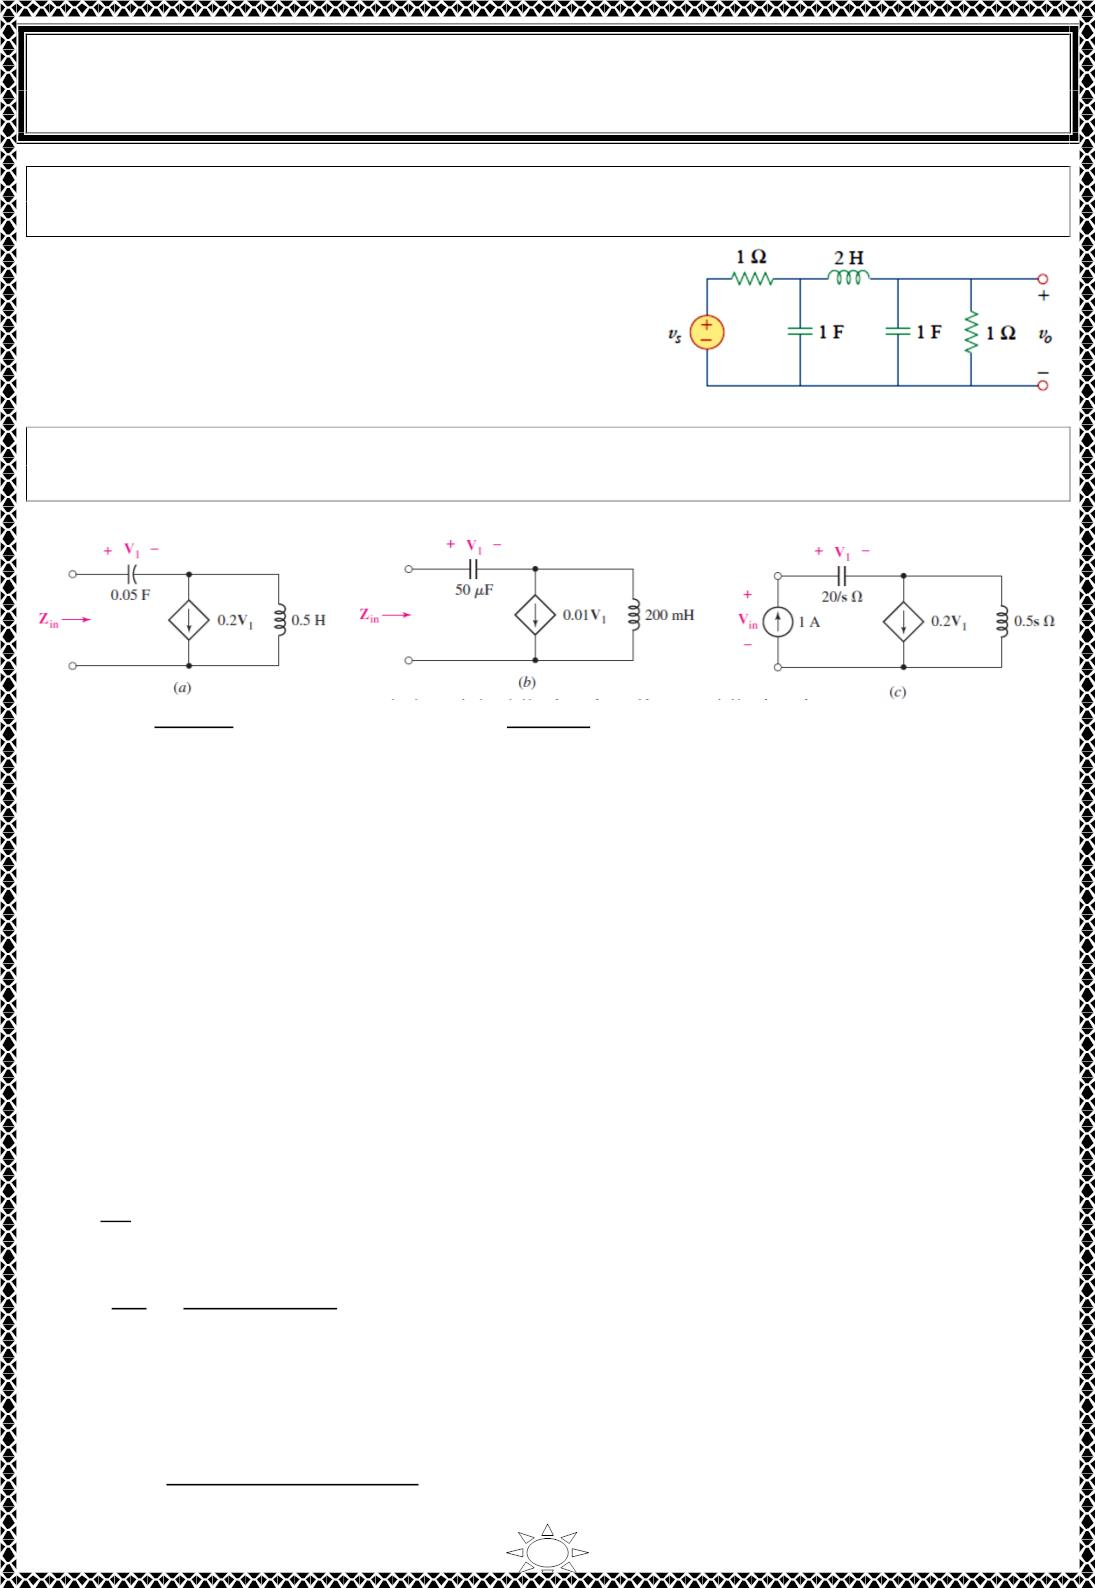 1 Ω 2 H
v_s + − 1 F 1 F 1 Ω + v_o −
+ V₁ −
0.05 F
Z_in 0.2V₁ 0.5 H
(a)
+ V₁ −
50 μF
Z_in 0.01V₁ 200 mH
(b)
+ V₁ −
20/s Ω
+ V_in − 1 A 0.2V₁ 0.5s Ω
(c)